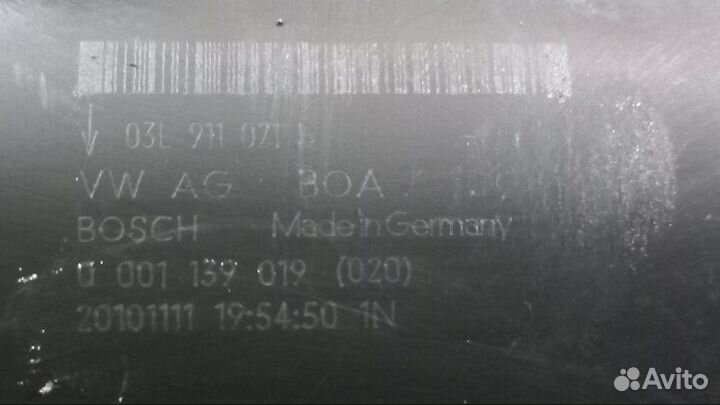 03L 911 021
VW AG BOA
BOSCH Made in Germany
0 001 139 019 (020)
20101111 19:54:50 1N
Avito